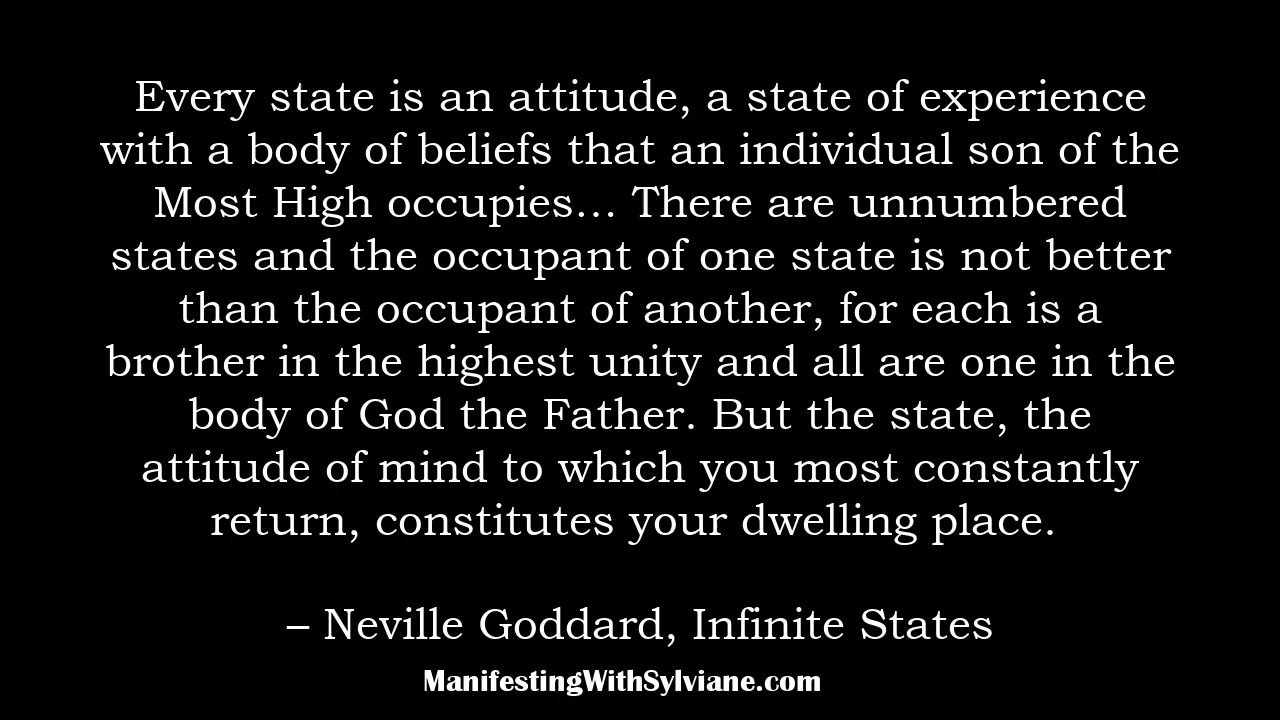 Every state is an attitude, a state of experience
with a body of beliefs that an individual son of the
Most High occupies... There are unnumbered
states and the occupant of one state is not better
than the occupant of another, for each is a
brother in the highest unity and all are one in the
body of God the Father. But the state, the
attitude of mind to which you most constantly
return, constitutes your dwelling place.
– Neville Goddard, Infinite States
ManifestingWithSylviane.com